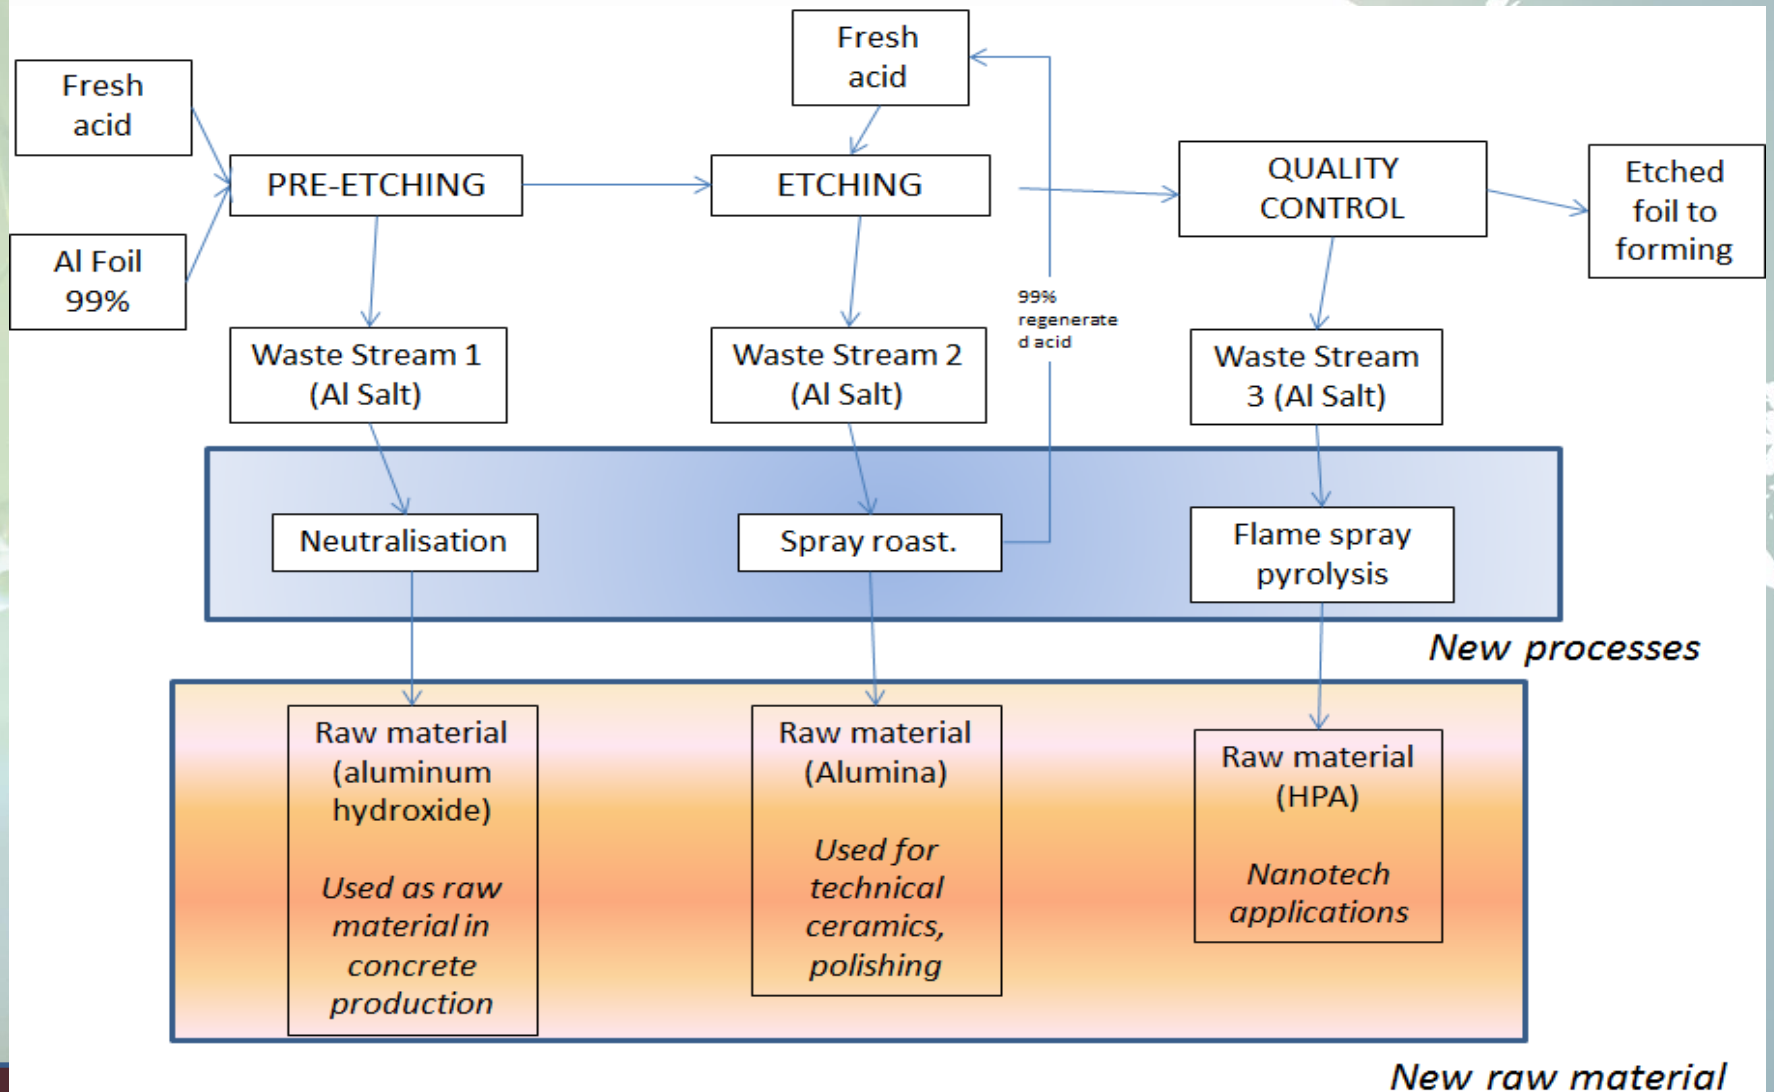 Fresh
acid
Fresh
acid
Al Foil
99%
PRE-ETCHING
ETCHING
QUALITY
CONTROL
Etched
foil to
forming
99%
regenerate
d acid
Waste Stream 1
(Al Salt)
Waste Stream 2
(Al Salt)
Waste Stream
3 (Al Salt)
Neutralisation
Spray roast.
Flame spray
pyrolysis
New processes
Raw material
(aluminum
hydroxide)
Used as raw
material in
concrete
production
Raw material
(Alumina)
Used for
technical
ceramics,
polishing
Raw material
(HPA)
Nanotech
applications
New raw material